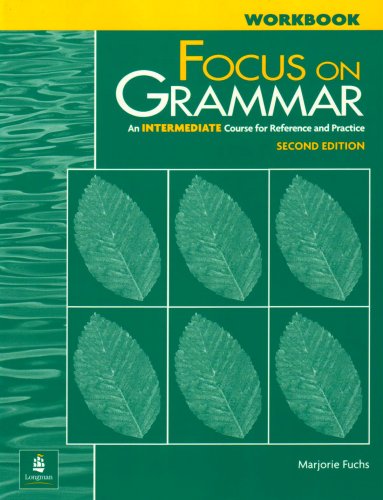 WORKBOOK
FOCUS ON
GRAMMAR
An INTERMEDIATE Course for Reference and Practice
SECOND EDITION
Marjorie Fuchs
Longman